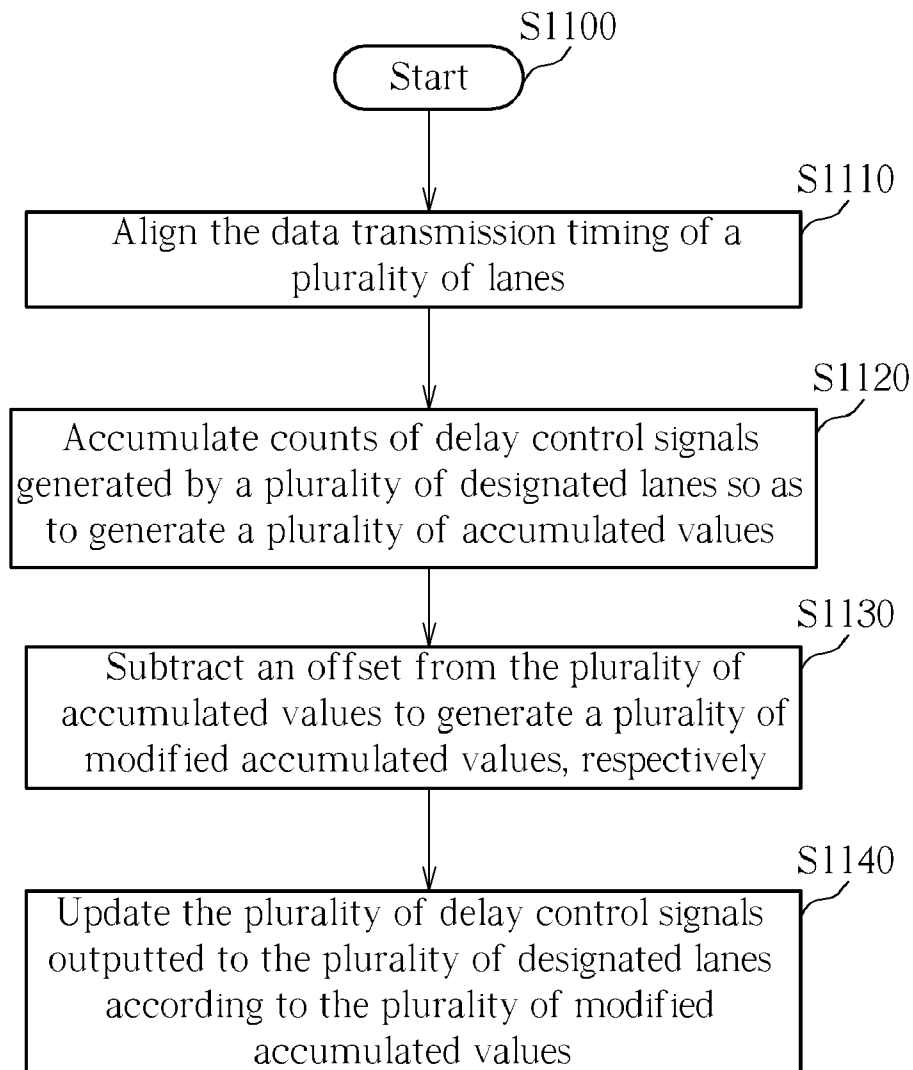 S1100
Start
S1110
Align the data transmission timing of a
plurality of lanes
S1120
Accumulate counts of delay control signals
generated by a plurality of designated lanes so as
to generate a plurality of accumulated values
S1130
Subtract an offset from the plurality of
accumulated values to generate a plurality of
modified accumulated values, respectively
S1140
Update the plurality of delay control signals
outputted to the plurality of designated lanes
according to the plurality of modified
accumulated values